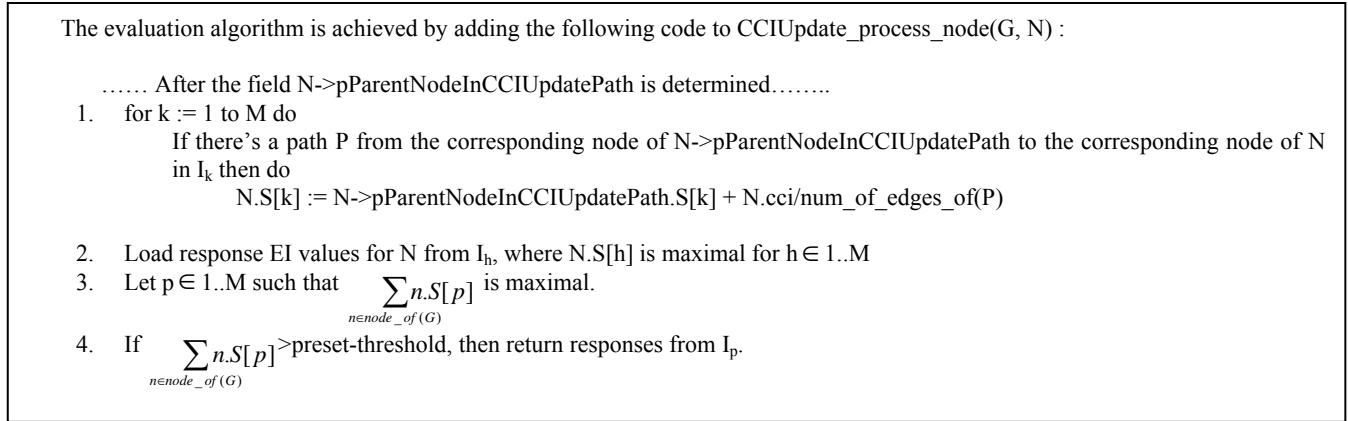 The evaluation algorithm is achieved by adding the following code to CCIUpdate_process_node(G, N) :
…… After the field N->pParentNodeInCCIUpdatePath is determined……..
1. for k := 1 to M do
If there's a path P from the corresponding node of N->pParentNodeInCCIUpdatePath to the corresponding node of N
in I_k then do
N.S[k] := N->pParentNodeInCCIUpdatePath.S[k] + N.cci/num_of_edges_of(P)
2. Load response EI values for N from I_h, where N.S[h] is maximal for h ∈ 1..M
3. Let p ∈ 1..M such that ∑ n.S[p] is maximal.
n∈node_of(G)
4. If ∑ n.S[p] >preset-threshold, then return responses from I_p.
n∈node_of(G)